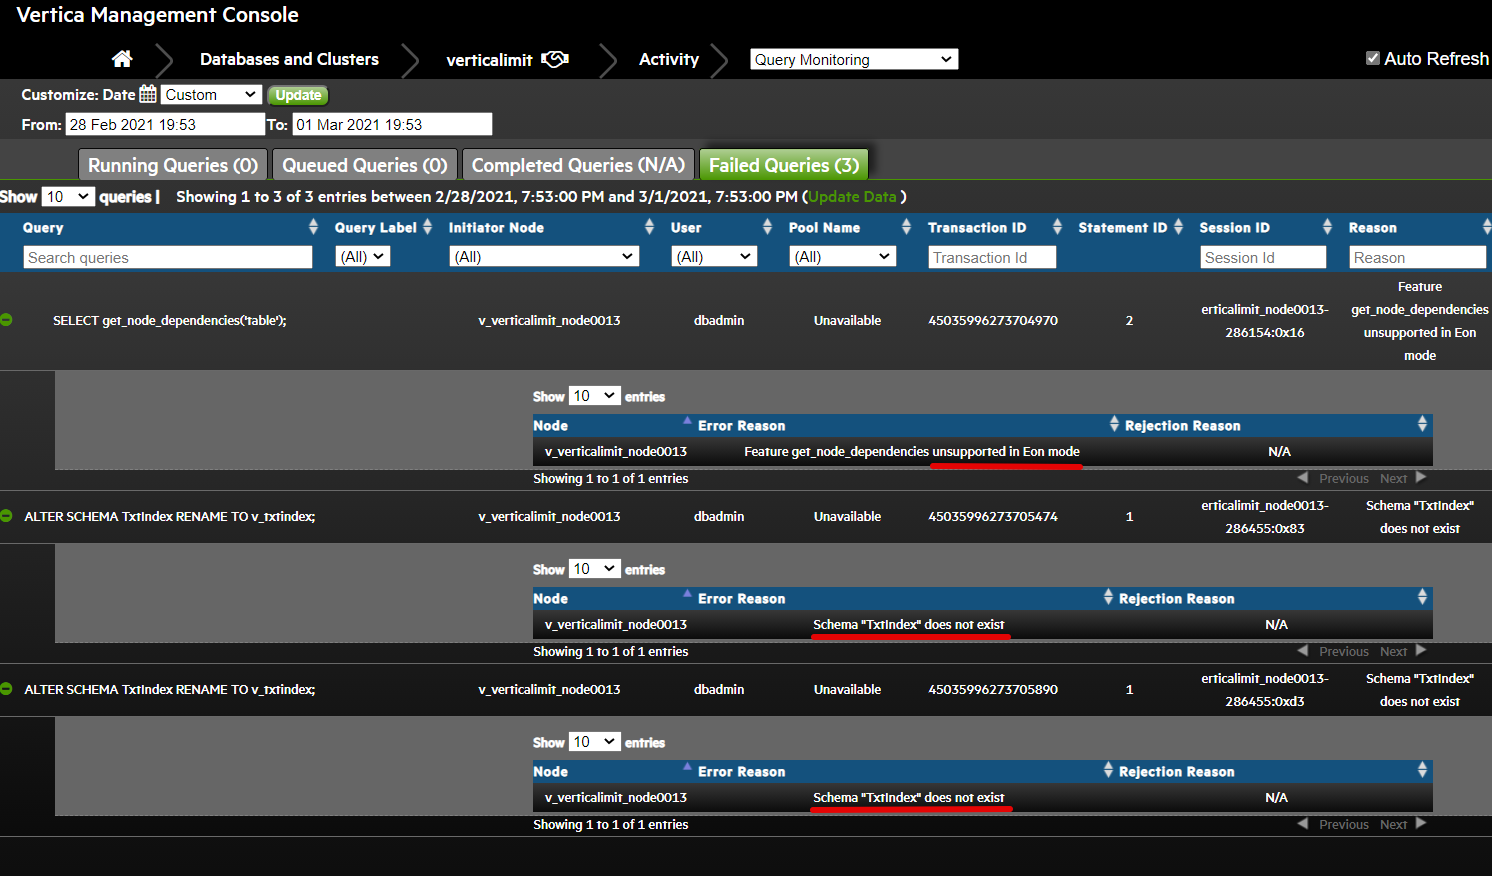 Vertica Management Console
Databases and Clusters verticalimit Activity Query Monitoring Auto Refresh
Customize: Date Custom Update
From: 28 Feb 2021 19:53 To: 01 Mar 2021 19:53
Running Queries (0) Queued Queries (0) Completed Queries (N/A) Failed Queries (3)
Show 10 queries | Showing 1 to 3 of 3 entries between 2/28/2021, 7:53:00 PM and 3/1/2021, 7:53:00 PM (Update Data )
Query Query Label Initiator Node User Pool Name Transaction ID Statement ID Session ID Reason
Search queries (All) (All) (All) (All) Transaction Id Session Id Reason
Feature
SELECT get_node_dependencies('table'); v_verticalimit_node0013 dbadmin Unavailable 45035996273704970 2 erticalimit_node0013- get_node_dependencies
286154:0x16 unsupported in Eon
mode
Show 10 entries
Node Error Reason Rejection Reason
v_verticalimit_node0013 Feature get_node_dependencies unsupported in Eon mode N/A
Showing 1 to 1 of 1 entries Previous Next
ALTER SCHEMA TxtIndex RENAME TO v_txtindex; v_verticalimit_node0013 dbadmin Unavailable 45035996273705474 1 erticalimit_node0013- Schema "TxtIndex"
286455:0x83 does not exist
Show 10 entries
Node Error Reason Rejection Reason
v_verticalimit_node0013 Schema "TxtIndex" does not exist N/A
Showing 1 to 1 of 1 entries Previous Next
ALTER SCHEMA TxtIndex RENAME TO v_txtindex; v_verticalimit_node0013 dbadmin Unavailable 45035996273705890 1 erticalimit_node0013- Schema "TxtIndex"
286455:0xd3 does not exist
Show 10 entries
Node Error Reason Rejection Reason
v_verticalimit_node0013 Schema "TxtIndex" does not exist N/A
Showing 1 to 1 of 1 entries Previous Next